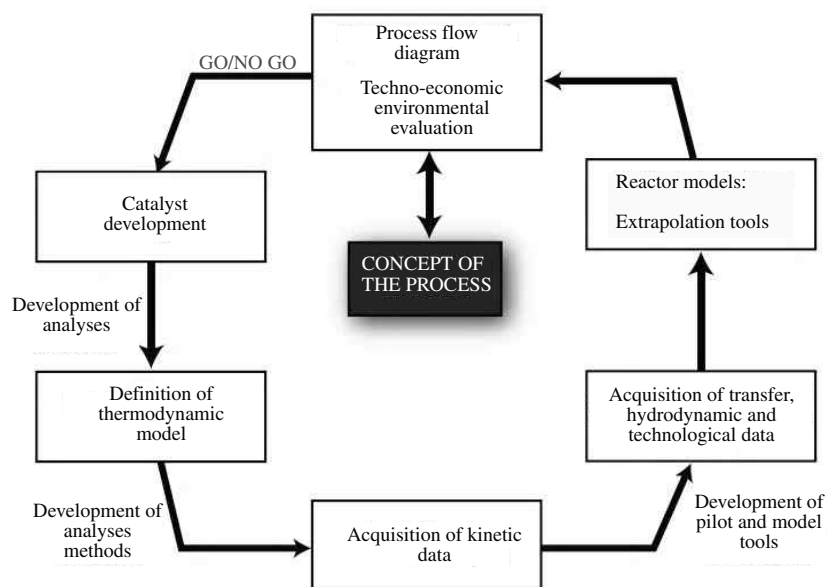 Process flow
diagram
Techno-economic
environmental
evaluation
GO/NO GO
Catalyst
development
Reactor models:
Extrapolation tools
CONCEPT OF
THE PROCESS
Development of
analyses
Definition of
thermodynamic
model
Acquisition of transfer,
hydrodynamic and
technological data
Development of
analyses
methods
Acquisition of kinetic
data
Development of
pilot and model
tools